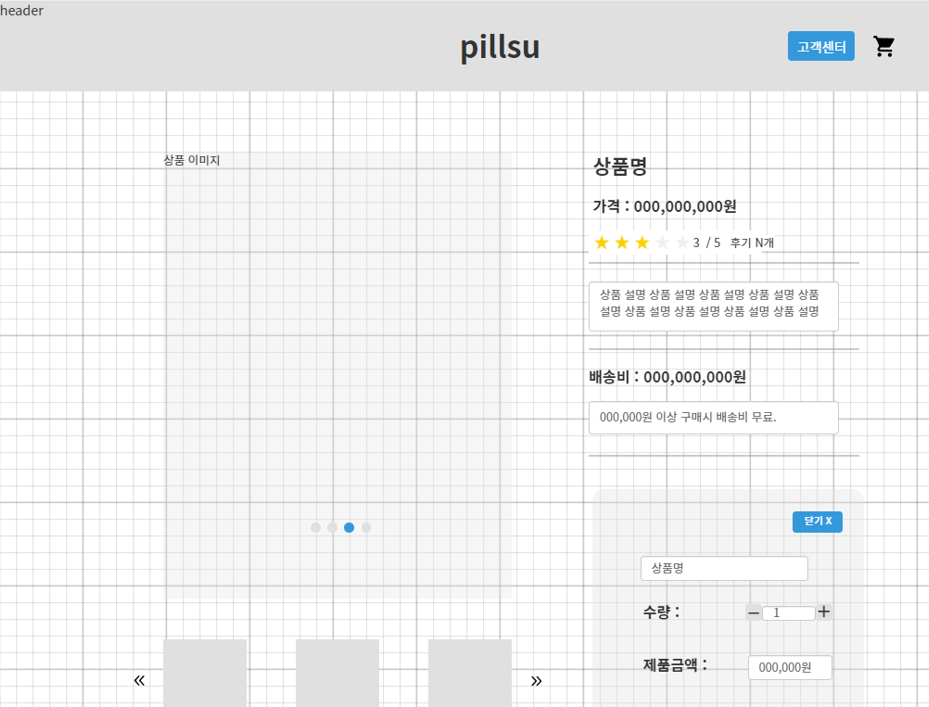 header
pillsu
고객센터
상품 이미지
상품명
가격 : 000,000,000원
3 / 5 후기 N개
상품 설명 상품 설명 상품 설명 상품 설명 상품
설명 상품 설명 상품 설명 상품 설명 상품 설명
배송비 : 000,000,000원
000,000원 이상 구매시 배송비 무료.
닫기 X
상품명
수량 :
1
제품금액 :
000,000원